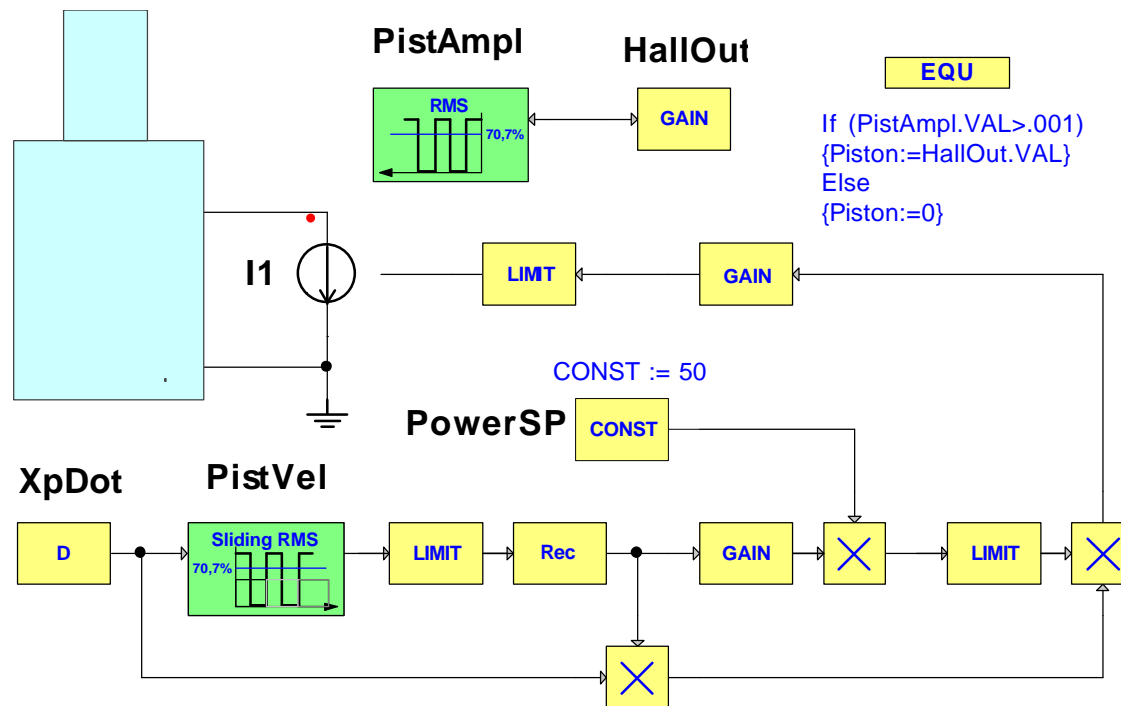 PistAmpl
HallOut
EQU
RMS
70,7%
GAIN
If (PistAmpl.VAL>.001)
{Piston:=HallOut.VAL}
Else
{Piston:=0}
I1
LIMIT
GAIN
CONST := 50
PowerSP
CONST
XpDot
PistVel
D
Sliding RMS
70,7%
LIMIT
Rec
GAIN
LIMIT